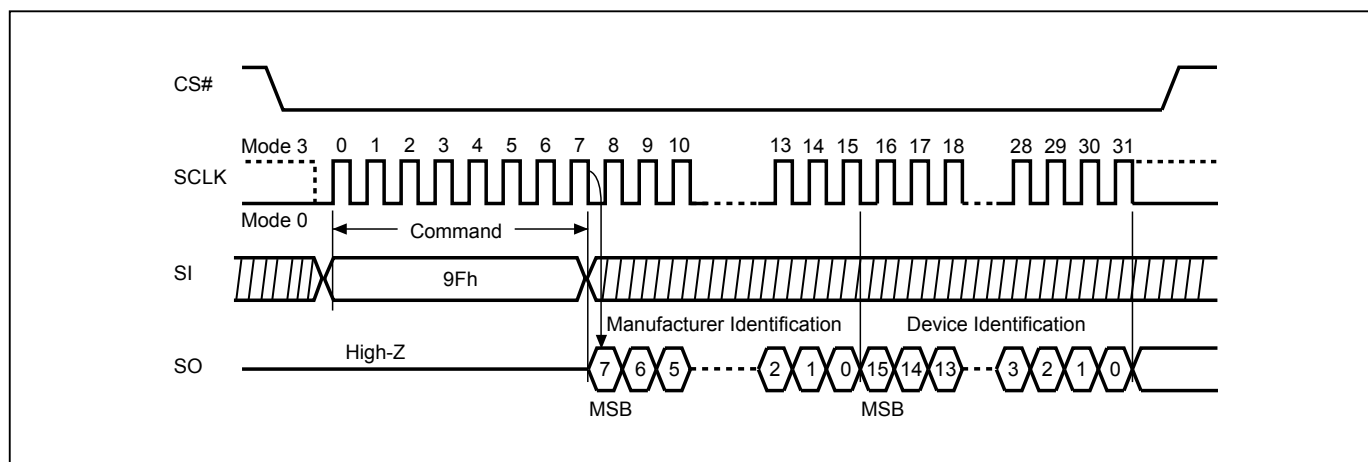 CS#
Mode 3
0 1 2 3 4 5 6 7 8 9 10 13 14 15 16 17 18 28 29 30 31
SCLK
Mode 0
Command
SI
9Fh
Manufacturer Identification Device Identification
High-Z
SO
7 6 5 2 1 0 15 14 13 3 2 1 0
MSB MSB